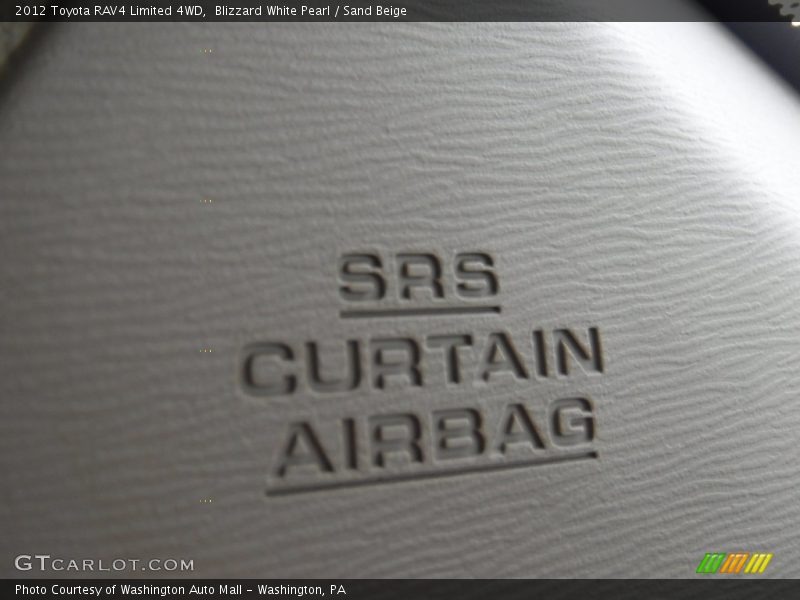 2012 Toyota RAV4 Limited 4WD,  Blizzard White Pearl / Sand Beige
SRS
CURTAIN
AIRBAG
GTCARLOT.COM
Photo Courtesy of Washington Auto Mall – Washington, PA